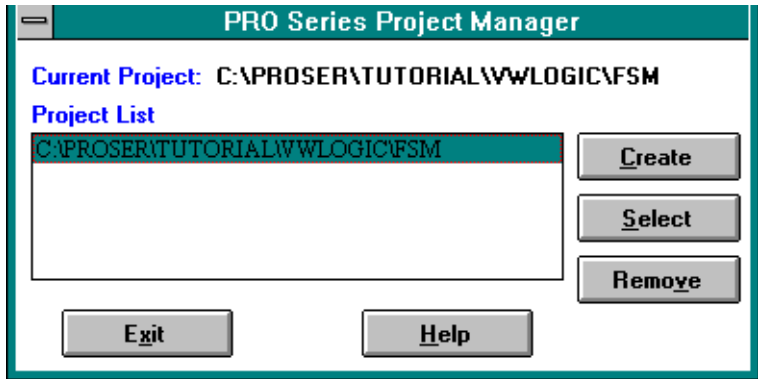 PRO Series Project Manager
Current Project: C:\PROSER\TUTORIAL\VWLOGIC\FSM
Project List
C:\PROSER\TUTORIAL\VWLOGIC\FSM
Create
Select
Remove
Exit
Help